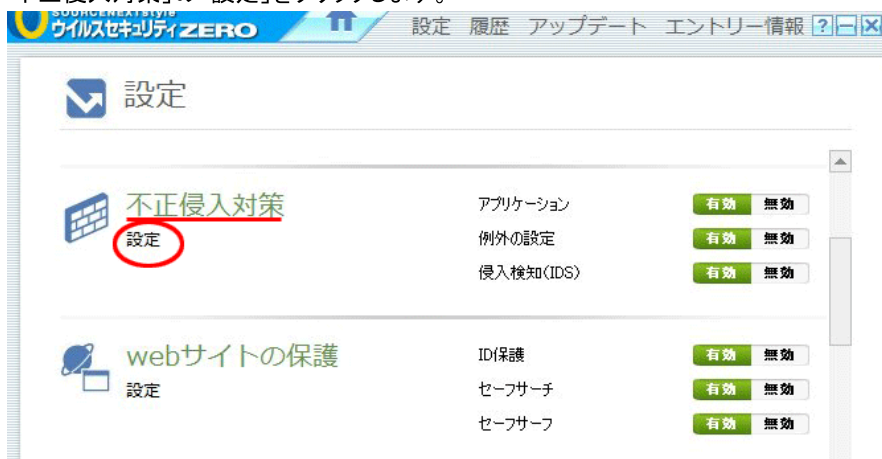 不正侵入対策」の「設定」をクリックします。
SOURCENEXTstyle
ウイルスセキュリティZERO
設定 履歴 アップデート エントリー情報 ?
設定
不正侵入対策
設定
アプリケーション 有効 無効
例外の設定 有効 無効
侵入検知(IDS) 有効 無効
webサイトの保護
設定
ID保護 有効 無効
セーフサーチ 有効 無効
セーフサーフ 有効 無効